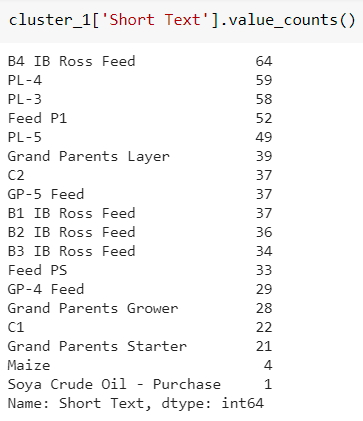 cluster_1['Short Text'].value_counts()
B4 IB Ross Feed 64
PL-4 59
PL-3 58
Feed P1 52
PL-5 49
Grand Parents Layer 39
C2 37
GP-5 Feed 37
B1 IB Ross Feed 37
B2 IB Ross Feed 36
B3 IB Ross Feed 34
Feed PS 33
GP-4 Feed 29
Grand Parents Grower 28
C1 22
Grand Parents Starter 21
Maize 4
Soya Crude Oil - Purchase 1
Name: Short Text, dtype: int64